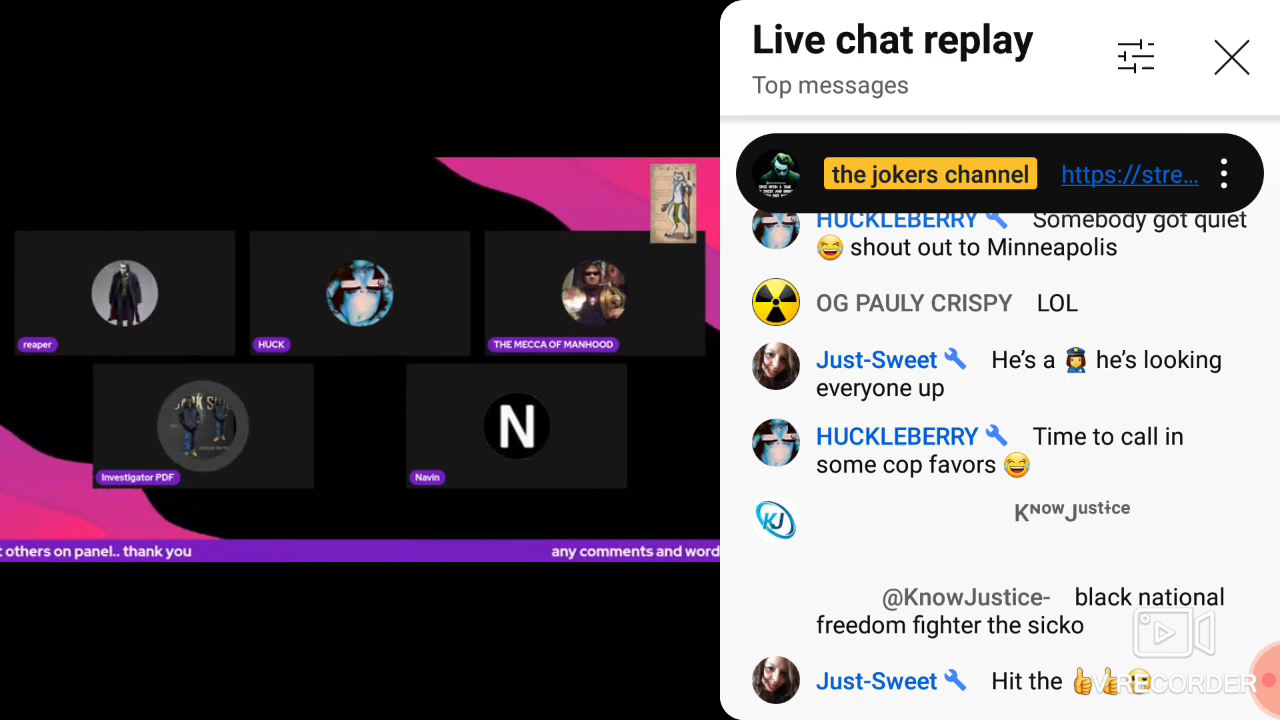 reaper
HUCK
THE MECCA OF MANHOOD
Investigator PDF
N
Navin
t others on panel.. thank you
any comments and word
Live chat replay
Top messages
the jokers channel https://stre...
HUCKLEBERRY Somebody got quiet
😂 shout out to Minneapolis
OG PAULY CRISPY LOL
Just-Sweet He’s a 👮‍♀️ he’s looking
everyone up
HUCKLEBERRY Time to call in
some cop favors 😂
KJ
KᴺᵒʷJᵘˢᵗⁱᶜᵉ
@KnowJustice- black national
freedom fighter the sicko
Just-Sweet Hit the 👍👍
V RECORDER